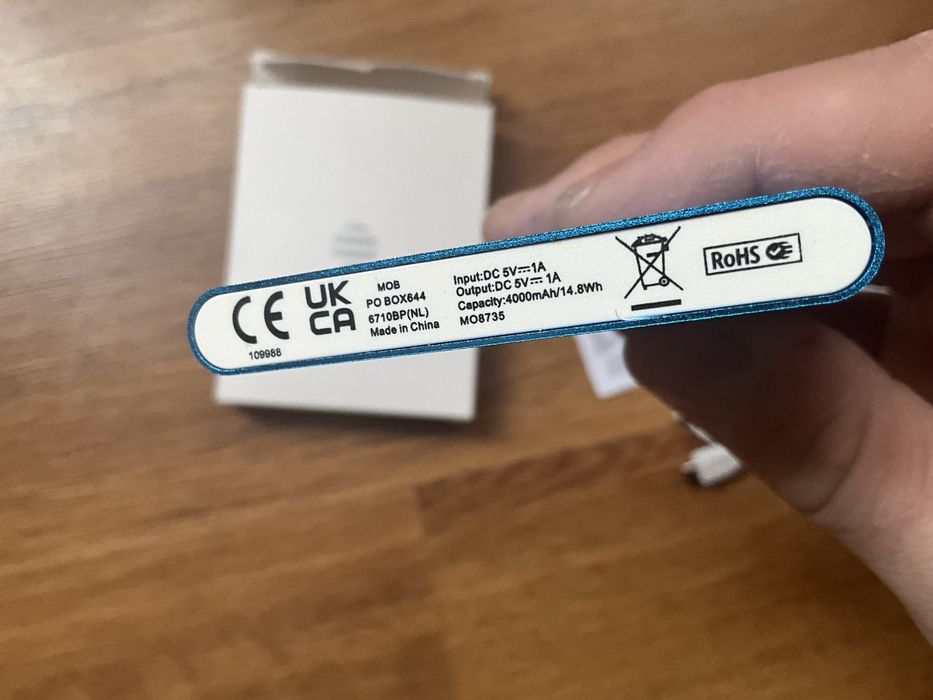 CE
109988
UK
CA
MOB
PO BOX644
6710BP(NL)
Made in China
Input:DC 5V⎓1A
Output:DC 5V⎓ 1A
Capacity:4000mAh/14.8Wh
MO8735
RoHS